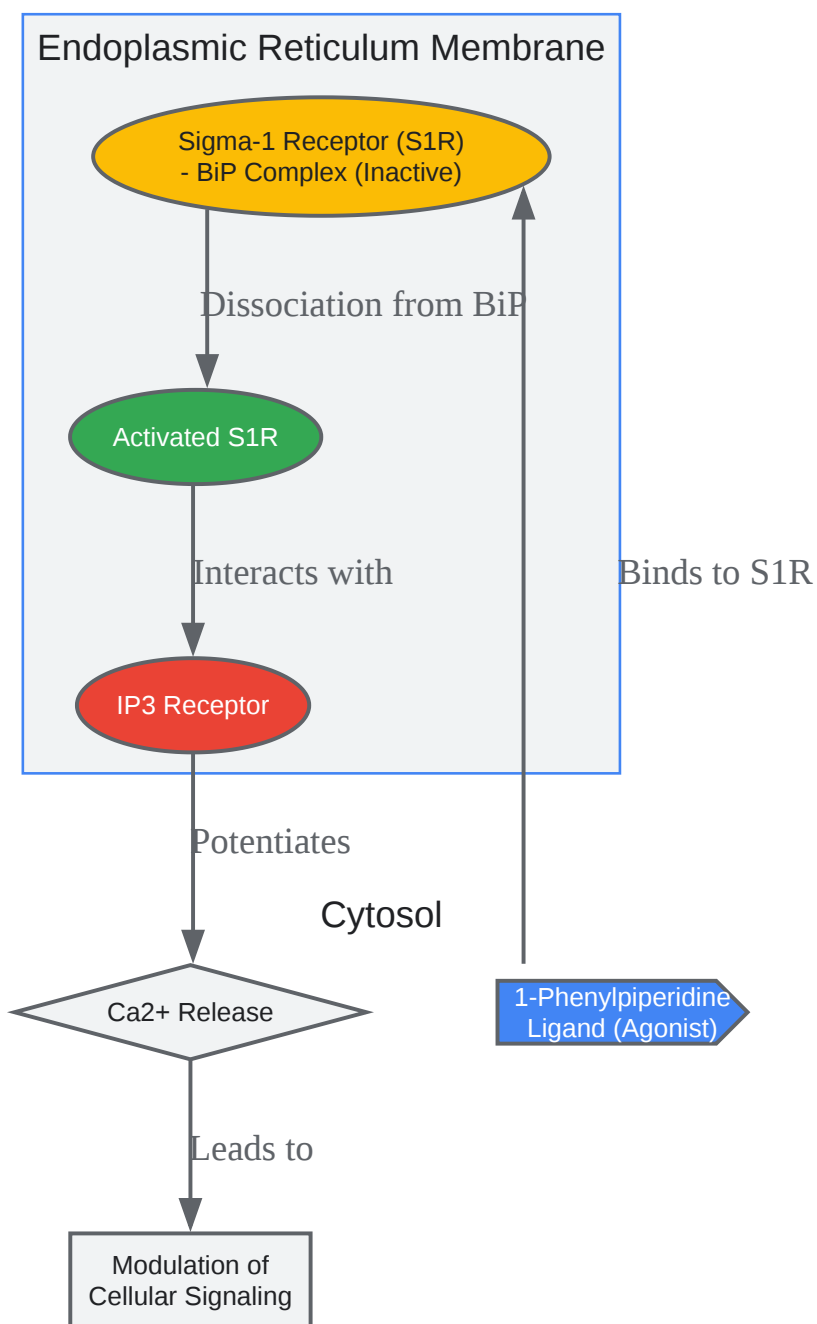 Endoplasmic Reticulum Membrane
Sigma-1 Receptor (S1R)
- BiP Complex (Inactive)
Dissociation from BiP
Activated S1R
Interacts with
Binds to S1R
IP3 Receptor
Potentiates
Cytosol
Ca2+ Release
1-Phenylpiperidine
Ligand (Agonist)
Leads to
Modulation of
Cellular Signaling